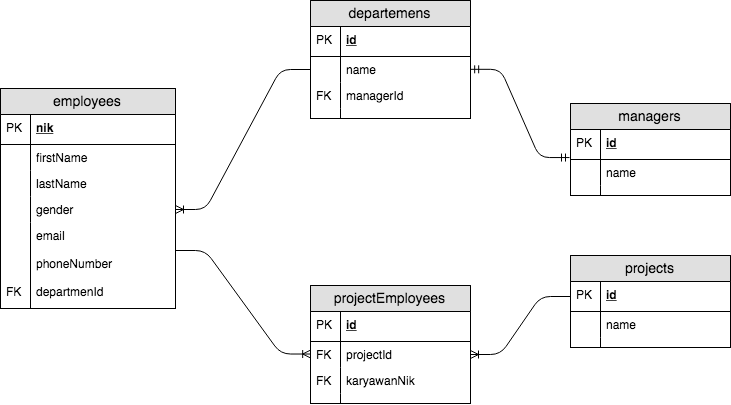 departemens
PK id
name
FK managerId
employees
PK nik
firstName
lastName
gender
email
phoneNumber
FK departmenId
managers
PK id
name
projectEmployees
PK id
FK projectId
FK karyawanNik
projects
PK id
name